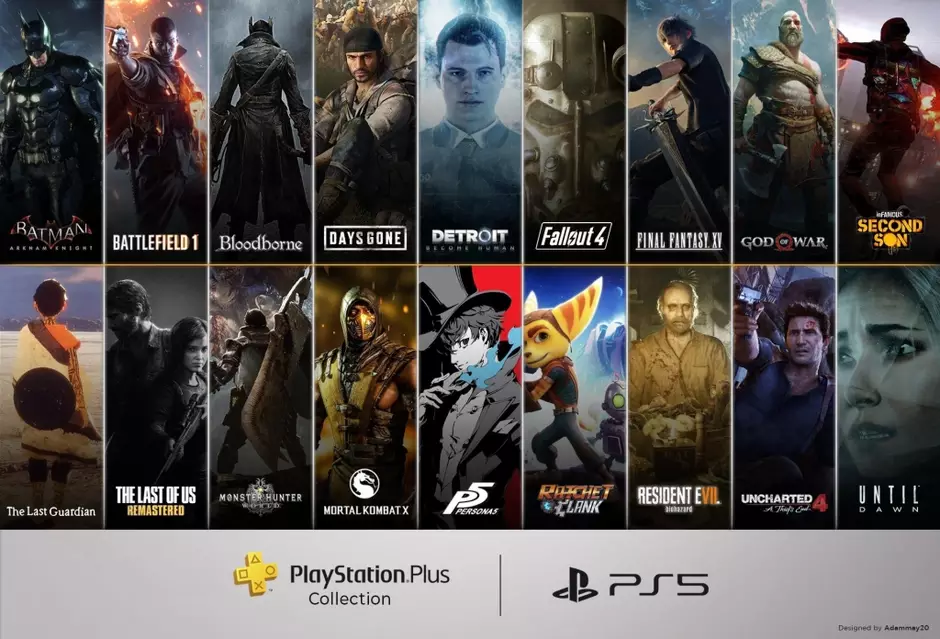 BATMAN
ARKHAM KNIGHT
BATTLEFIELD 1
Bloodborne
DAYS GONE
DETROIT
BECOME HUMAN
Fallout 4
FINAL FANTASY XV
GOD OF WAR
inFAMOUS
SECOND
SON
The Last Guardian
THE LAST OF US
REMASTERED
MONSTER HUNTER
WORLD
MORTAL KOMBAT X
P5
PERSONA5
RATCHET
CLANK
RESIDENT EVII.
biohazard
UNCHARTED 4
A Thief's End
UNTIL
DAWN
PlayStation.Plus
Collection
PS5
Designed by Adammay20